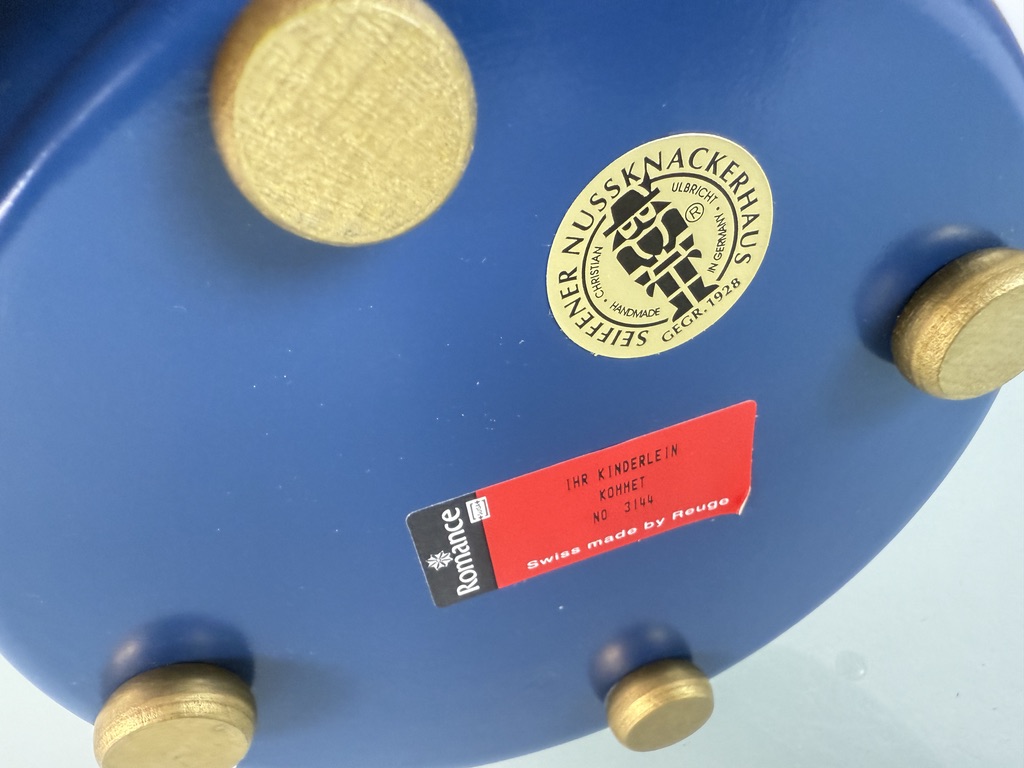 SEIFFENER NUSSKNACKERHAUS
GEGR. 1928
· CHRISTIAN ULBRICHT ·
HANDMADE IN GERMANY
®
IHR KINDERLEIN
KOMMET
NO 3144
Swiss made by Reuge
Romance